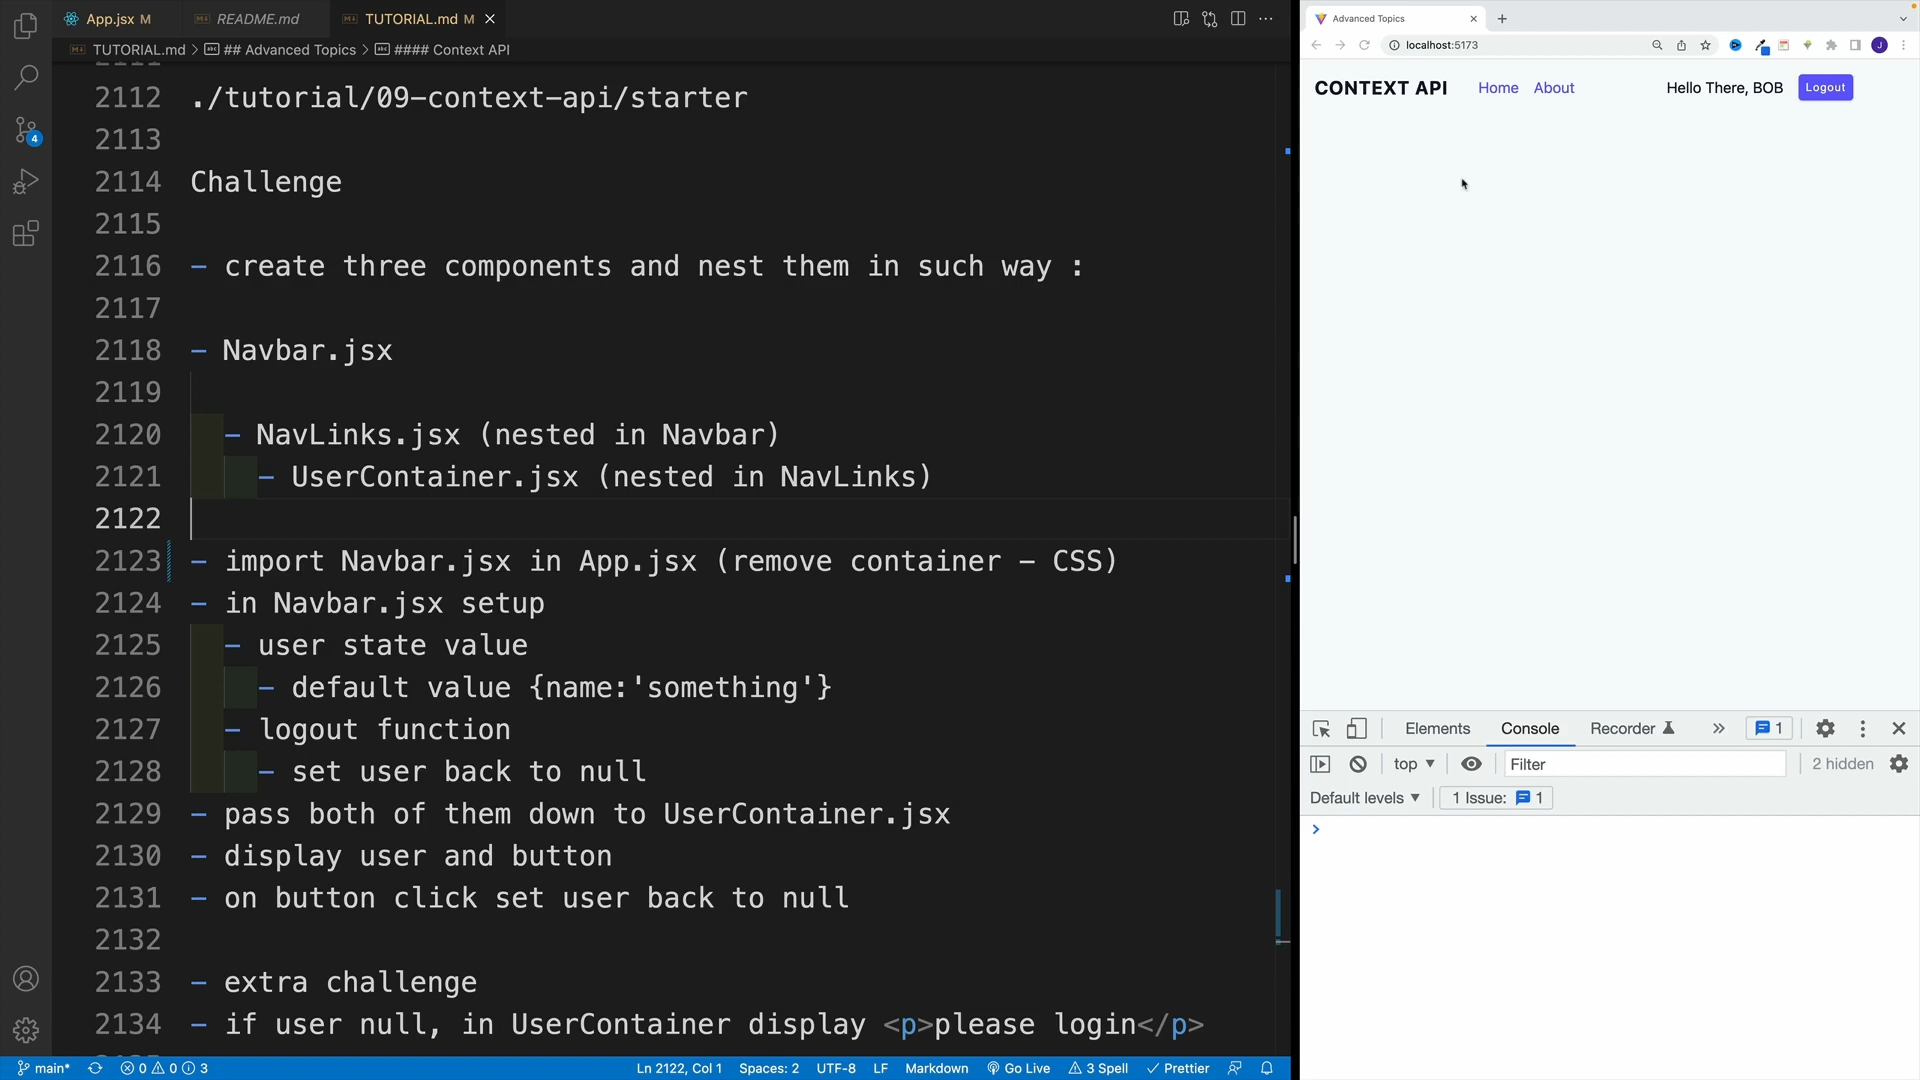 App.jsx M
README.md
TUTORIAL.md M
TUTORIAL.md > ## Advanced Topics > #### Context API
2112 ./tutorial/09-context-api/starter
2113
2114 Challenge
2115
2116 - create three components and nest them in such way :
2117
2118 - Navbar.jsx
2119
2120 - NavLinks.jsx (nested in Navbar)
2121 - UserContainer.jsx (nested in NavLinks)
2122
2123 - import Navbar.jsx in App.jsx (remove container - CSS)
2124 - in Navbar.jsx setup
2125 - user state value
2126 - default value {name:'something'}
2127 - logout function
2128 - set user back to null
2129 - pass both of them down to UserContainer.jsx
2130 - display user and button
2131 - on button click set user back to null
2132
2133 - extra challenge
2134 - if user null, in UserContainer display <p>please login</p>
4
main*
0 0 3
Ln 2122, Col 1
Spaces: 2
UTF-8
LF
Markdown
Go Live
3 Spell
Prettier
Advanced Topics
localhost:5173
J
CONTEXT API
Home
About
Hello There, BOB
Logout
Elements
Console
Recorder
1
top
Filter
2 hidden
Default levels
1 Issue: 1